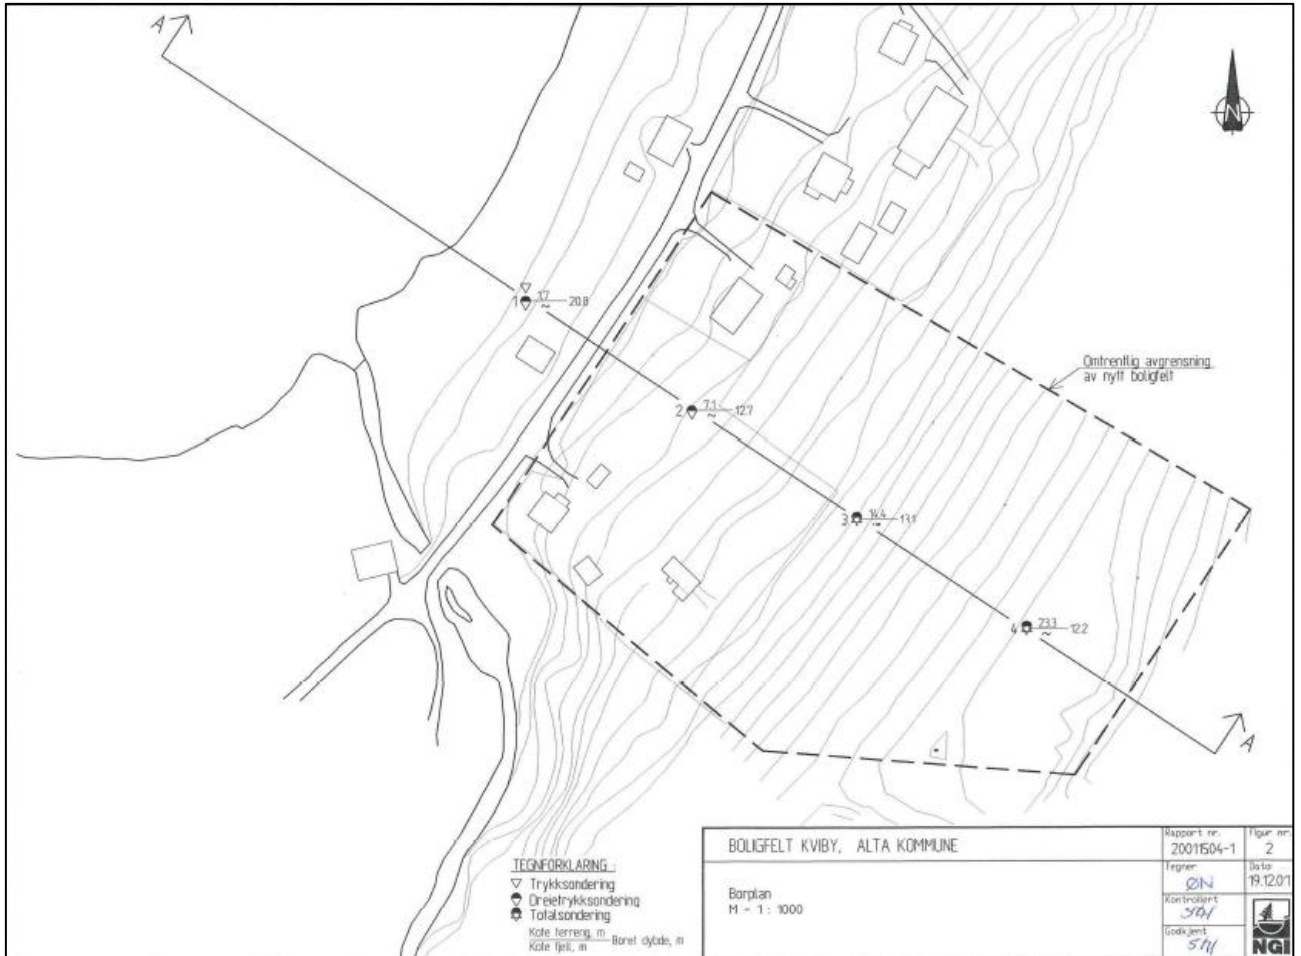 A
N
1 1.7 20.8
~
Omtrentlig avgrensning
av nytt boligfelt
2 7.1 12.7
~
3 14.4
4 23.3 12.2
~
A
TEGNFORKLARING :
Trykksondering
Dreietrykksondering
Totalsondering
Kote terreng, m
Kote fjell, m
Boret dybde, m
BOLIGFELT KVIBY, ALTA KOMMUNE
Borplan
M - 1 : 1000
Rapport nr.
20011504-1
Figur nr.
2
Tegner
ØN
Dato
19.12.01
Kontrollert
Godkjent
NGI